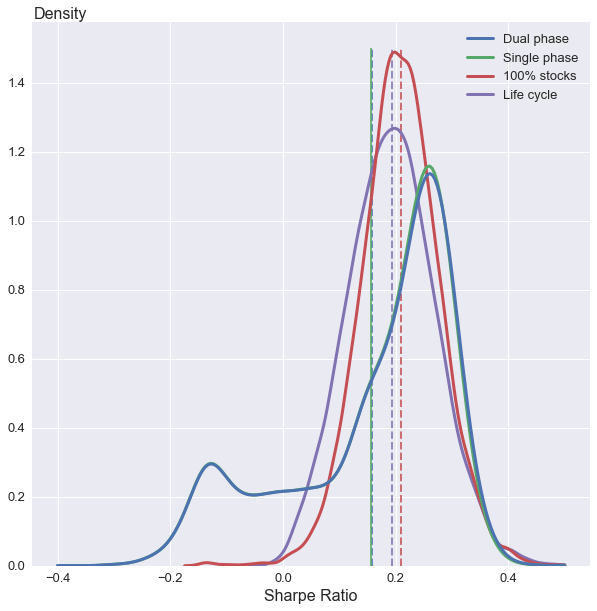 Density
Dual phase
Single phase
100% stocks
Life cycle
1.4
1.2
1.0
0.8
0.6
0.4
0.2
0.0
−0.4 −0.2 0.0 0.2 0.4
Sharpe Ratio